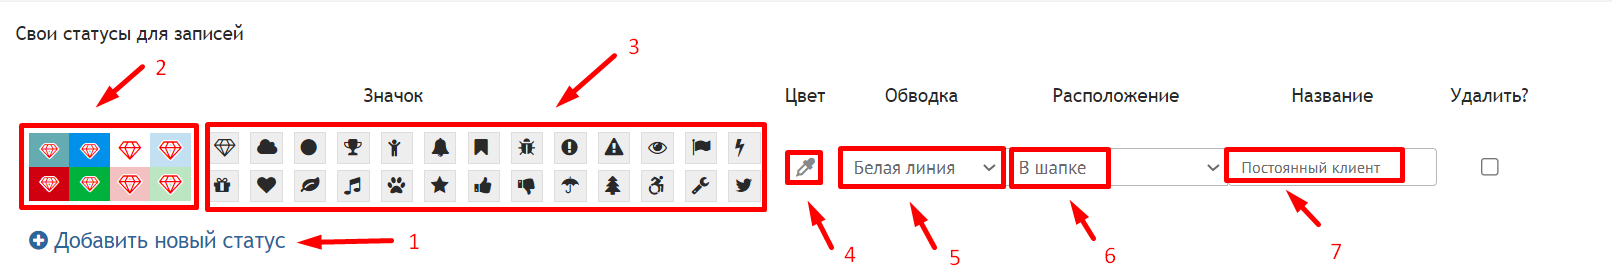 Свои статусы для записей
2
3
Значок
Цвет
Обводка
Расположение
Название
Удалить?
Белая линия
В шапке
Постоянный клиент
Добавить новый статус
1
4
5
6
7